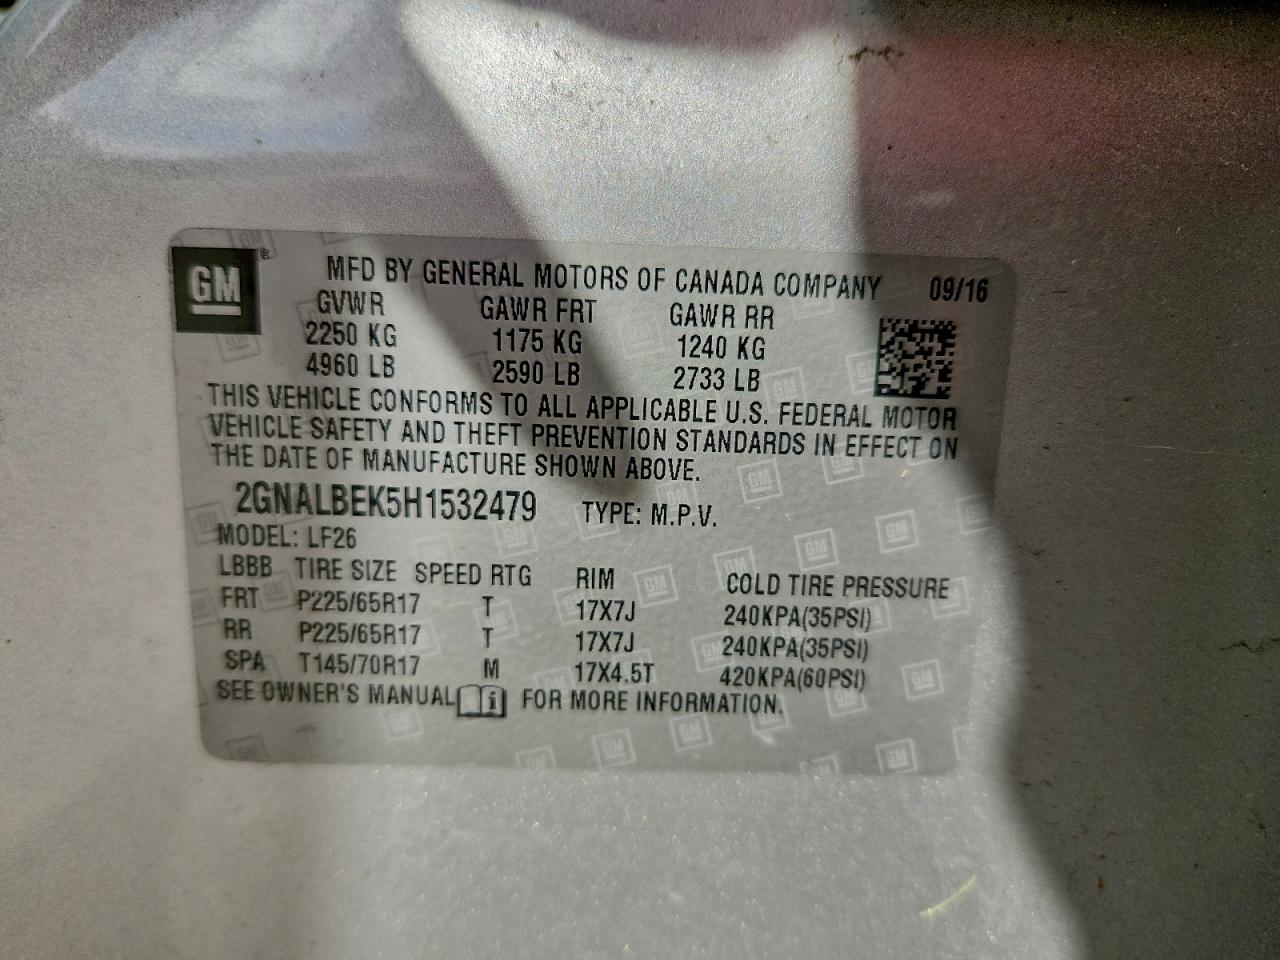 GM ®
MFD BY GENERAL MOTORS OF CANADA COMPANY 09/16
GVWR GAWR FRT GAWR RR
2250 KG 1175 KG 1240 KG
4960 LB 2590 LB 2733 LB
THIS VEHICLE CONFORMS TO ALL APPLICABLE U.S. FEDERAL MOTOR
VEHICLE SAFETY AND THEFT PREVENTION STANDARDS IN EFFECT ON
THE DATE OF MANUFACTURE SHOWN ABOVE.
2GNALBEK5H1532479 TYPE: M.P.V.
MODEL: LF26
LBBB TIRE SIZE SPEED RTG RIM COLD TIRE PRESSURE
FRT P225/65R17 T 17X7J 240KPA(35PSI)
RR P225/65R17 T 17X7J 240KPA(35PSI)
SPA T145/70R17 M 17X4.5T 420KPA(60PSI)
SEE OWNER'S MANUAL i FOR MORE INFORMATION.